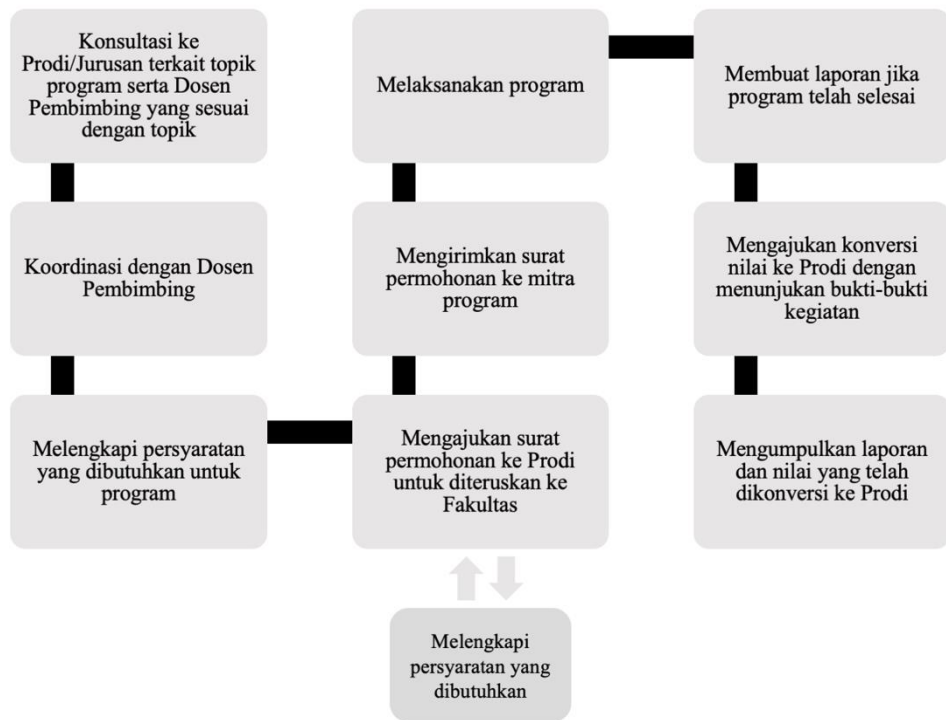 Konsultasi ke
Prodi/Jurusan terkait topik
program serta Dosen
Pembimbing yang sesuai
dengan topik
Koordinasi dengan Dosen
Pembimbing
Melengkapi persyaratan
yang dibutuhkan untuk
program
Mengajukan surat
permohonan ke Prodi
untuk diteruskan ke
Fakultas
Melengkapi
persyaratan yang
dibutuhkan
Mengirimkan surat
permohonan ke mitra
program
Melaksanakan program
Membuat laporan jika
program telah selesai
Mengajukan konversi
nilai ke Prodi dengan
menunjukan bukti-bukti
kegiatan
Mengumpulkan laporan
dan nilai yang telah
dikonversi ke Prodi